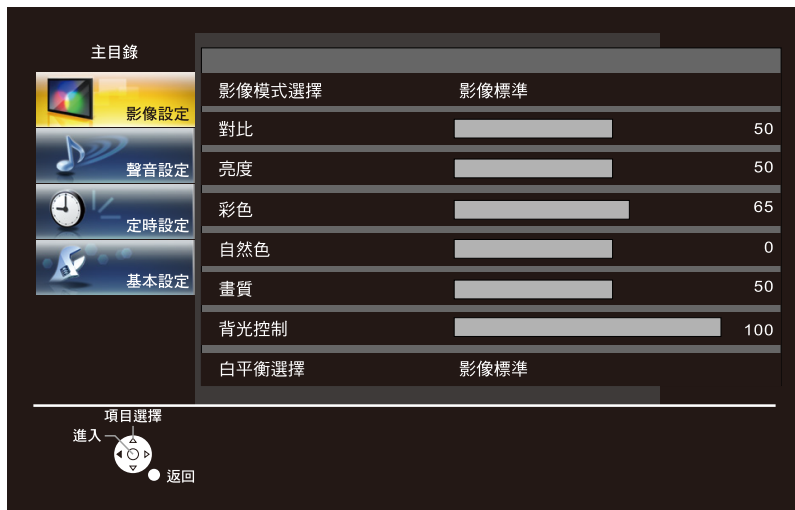 主目錄
影像設定
聲音設定
定時設定
基本設定
影像模式選擇 影像標準
對比 50
亮度 50
彩色 65
自然色 0
畫質 50
背光控制 100
白平衡選擇 影像標準
項目選擇
進入
返回